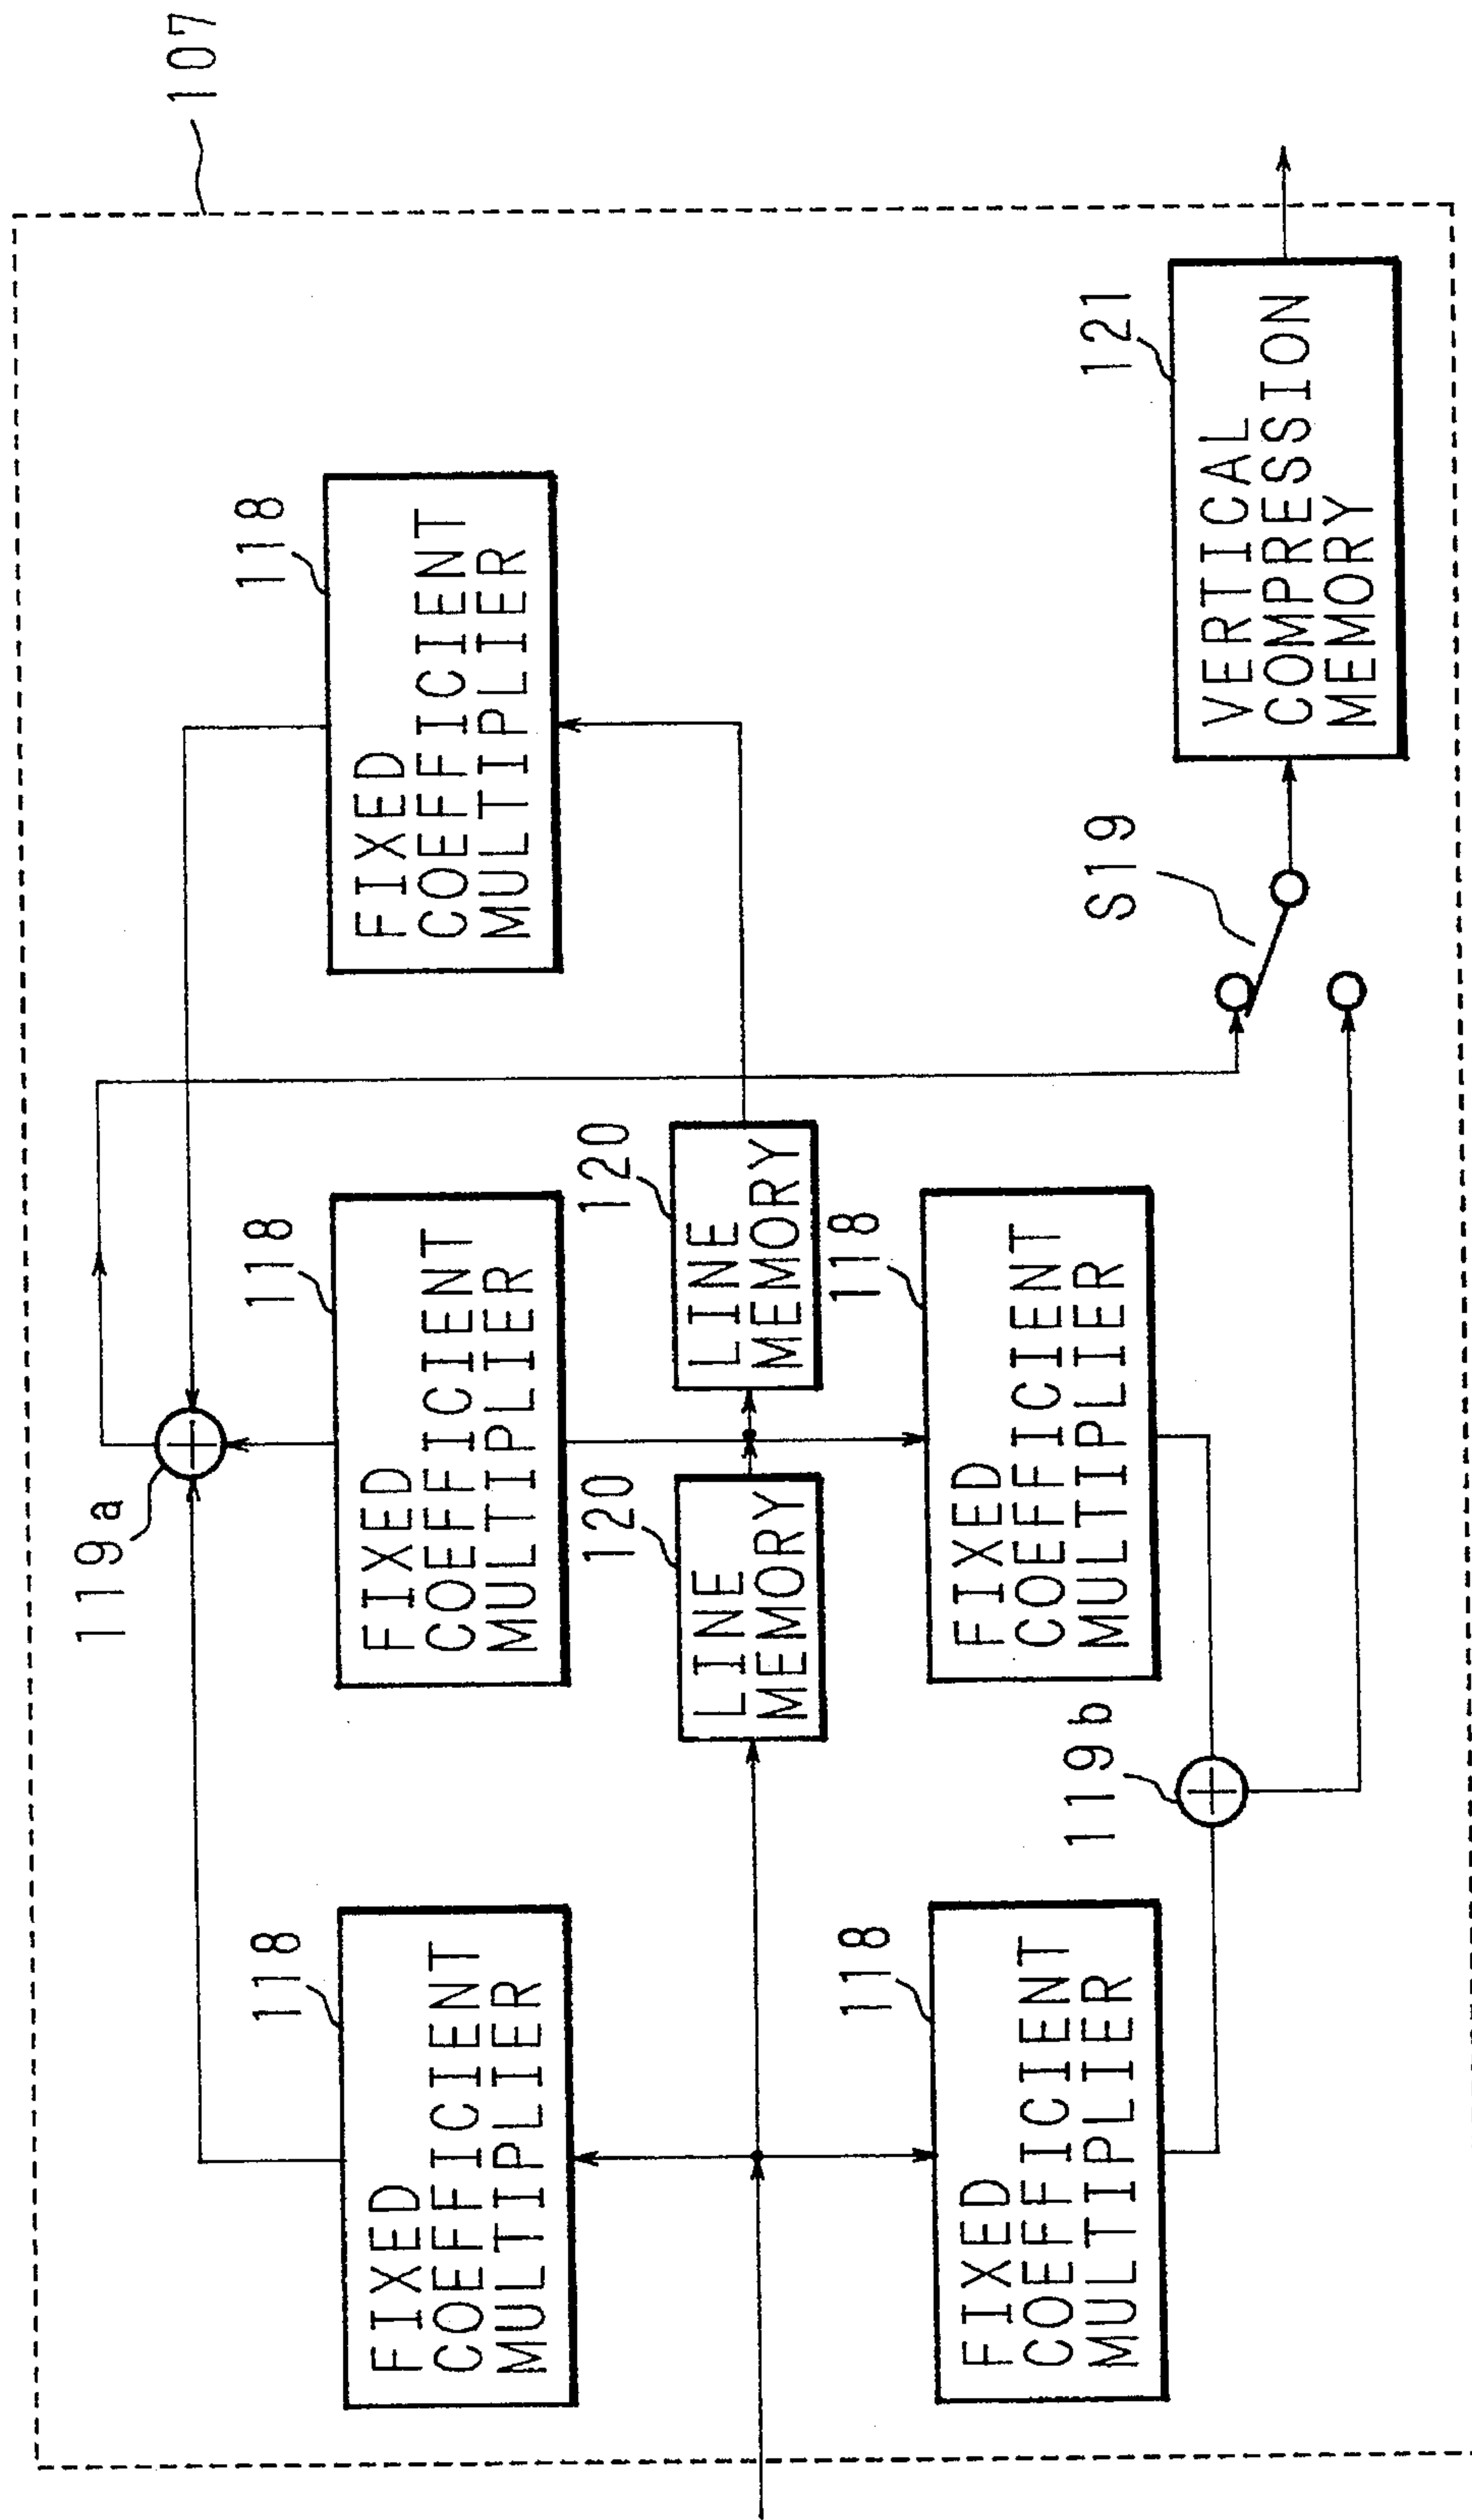 107
119a
118
FIXED
COEFFICIENT
MULTIPLIER
118
FIXED
COEFFICIENT
MULTIPLIER
118
FIXED
COEFFICIENT
MULTIPLIER
120
LINE
MEMORY
120
LINE
MEMORY
118
FIXED
COEFFICIENT
MULTIPLIER
118
FIXED
COEFFICIENT
MULTIPLIER
119b
S19
121
VERTICAL
COMPRESSION
MEMORY